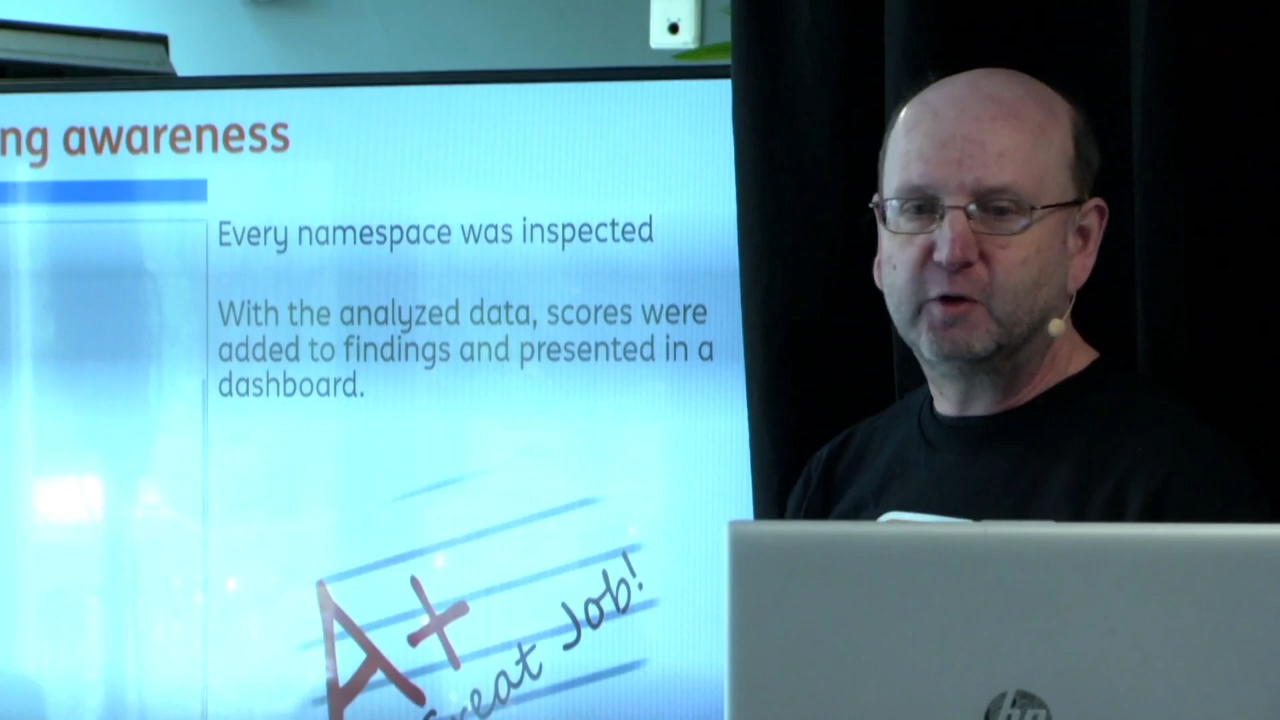 ng awareness
Every namespace was inspected
With the analyzed data, scores were
added to findings and presented in a
dashboard.
A+
Great Job!
hp